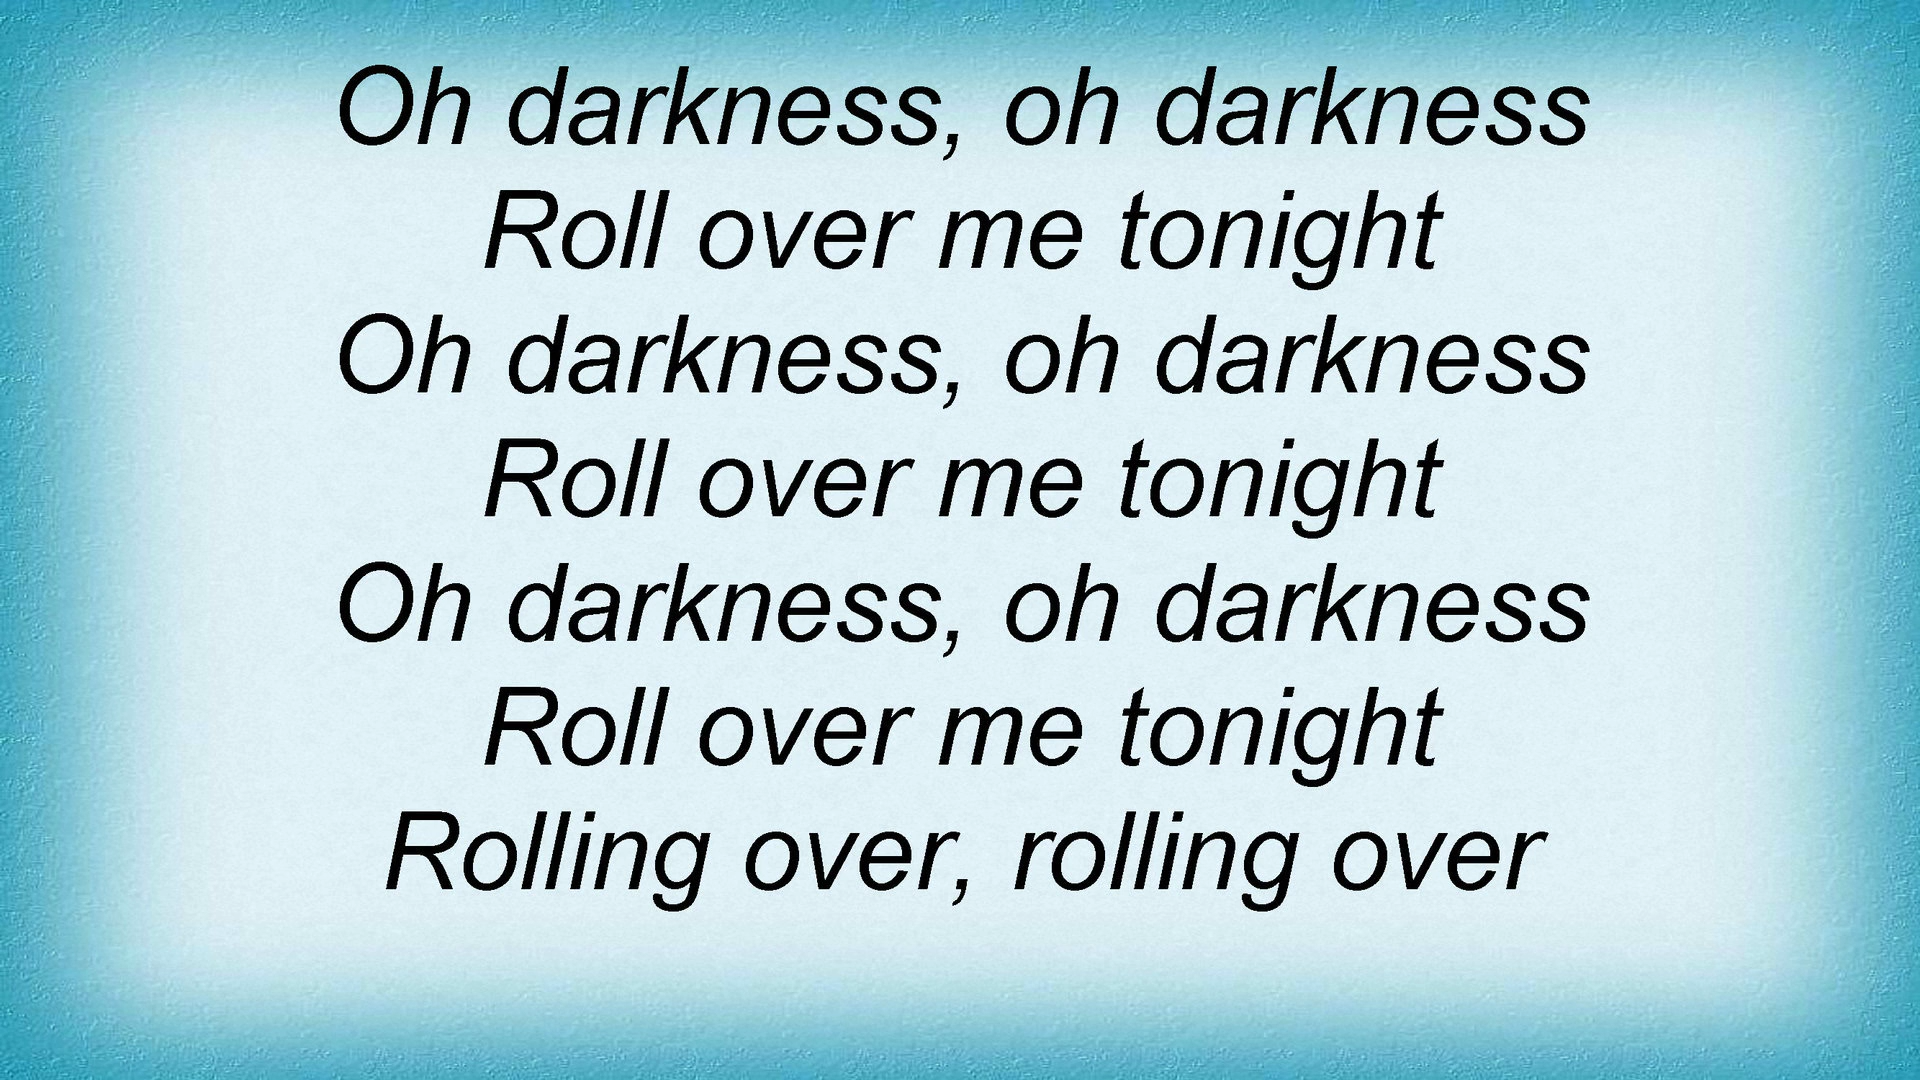 Oh darkness, oh darkness
Roll over me tonight
Oh darkness, oh darkness
Roll over me tonight
Oh darkness, oh darkness
Roll over me tonight
Rolling over, rolling over